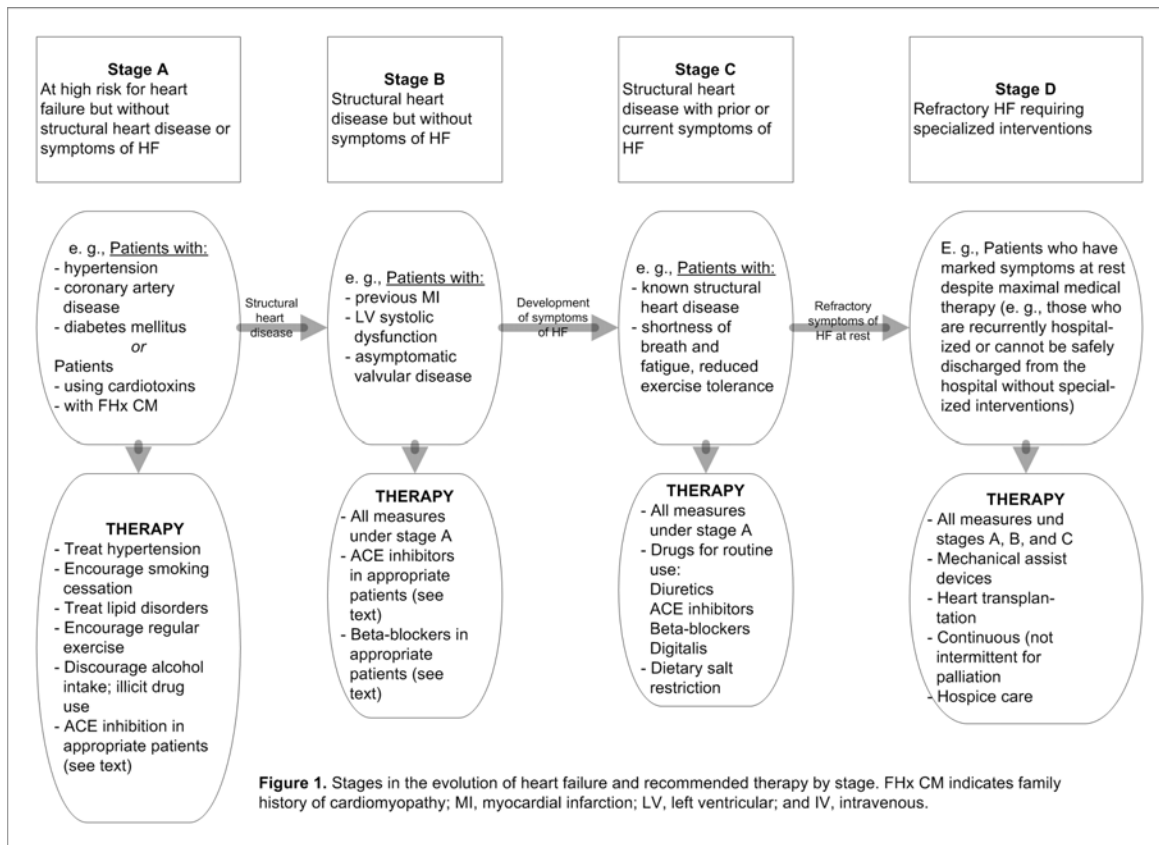 Stage A
At high risk for heart
failure but without
structural heart disease or
symptoms of HF
Stage B
Structural heart
disease but without
symptoms of HF
Stage C
Structural heart
disease with prior or
current symptoms of
HF
Stage D
Refractory HF requiring
specialized interventions
e. g., Patients with:
- hypertension
- coronary artery
disease
- diabetes mellitus
or
Patients
- using cardiotoxins
- with FHx CM
Structural
heart
disease
e. g., Patients with:
- previous MI
- LV systolic
dysfunction
- asymptomatic
valvular disease
Development
of symptoms
of HF
e. g., Patients with:
- known structural
heart disease
- shortness of
breath and
fatigue, reduced
exercise tolerance
Refractory
symptoms of
HF at rest
E. g., Patients who have
marked symptoms at rest
despite maximal medical
therapy (e. g., those who
are recurrently hospital-
ized or cannot be safely
discharged from the
hospital without special-
ized interventions)
THERAPY
- Treat hypertension
- Encourage smoking
cessation
- Treat lipid disorders
- Encourage regular
exercise
- Discourage alcohol
intake; illicit drug
use
- ACE inhibition in
appropriate patients
(see text)
THERAPY
- All measures
under stage A
- ACE inhibitors
in appropriate
patients (see
text)
- Beta-blockers in
appropriate
patients (see text)
THERAPY
- All measures
under stage A
- Drugs for routine
use:
Diuretics
ACE inhibitors
Beta-blockers
Digitalis
- Dietary salt
restriction
THERAPY
- All measures und
stages A, B, and C
- Mechanical assist
devices
- Heart transplan-
tation
- Continuous (not
intermittent for
palliation
- Hospice care
Figure 1. Stages in the evolution of heart failure and recommended therapy by stage. FHx CM indicates family
history of cardiomyopathy; MI, myocardial infarction; LV, left ventricular; and IV, intravenous.